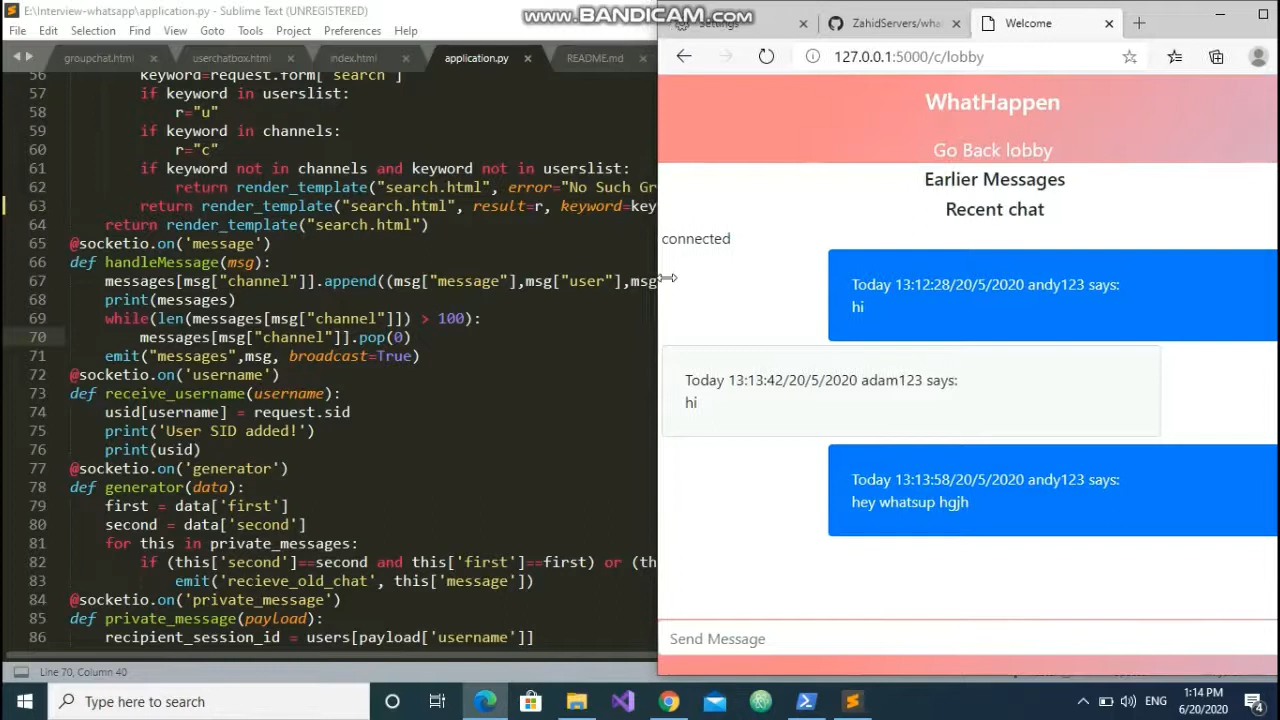 E:\Interview-whatsapp\application.py - Sublime Text (UNREGISTERED)
www.BANDICAM.com
Settings
ZahidServers/wha
Welcome
File Edit Selection Find View Goto Tools Project Preferences Help
127.0.0.1:5000/c/lobby
groupchat.html
userchatbox.html
index.html
application.py
README.md
56 keyword=request.form["search"]
57 if keyword in userslist:
58 r="u"
59 if keyword in channels:
60 r="c"
61 if keyword not in channels and keyword not in userslist:
62 return render_template("search.html", error="No Such Gr
63 return render_template("search.html", result=r, keyword=key
64 return render_template("search.html")
65 @socketio.on('message')
66 def handleMessage(msg):
67 messages[msg["channel"]].append((msg["message"],msg["user"],msg
68 print(messages)
69 while(len(messages[msg["channel"]]) > 100):
70 messages[msg["channel"]].pop(0)
71 emit("messages",msg, broadcast=True)
72 @socketio.on('username')
73 def receive_username(username):
74 usid[username] = request.sid
75 print('User SID added!')
76 print(usid)
77 @socketio.on('generator')
78 def generator(data):
79 first = data['first']
80 second = data['second']
81 for this in private_messages:
82 if (this['second']==second and this['first']==first) or (th
83 emit('recieve_old_chat', this['message'])
84 @socketio.on('private_message')
85 def private_message(payload):
86 recipient_session_id = users[payload['username']]
WhatHappen
Go Back lobby
Earlier Messages
Recent chat
connected
Today 13:12:28/20/5/2020 andy123 says:
hi
Today 13:13:42/20/5/2020 adam123 says:
hi
Today 13:13:58/20/5/2020 andy123 says:
hey whatsup hgjh
Send Message
Line 70, Column 40
Type here to search
ENG
1:14 PM
6/20/2020
4